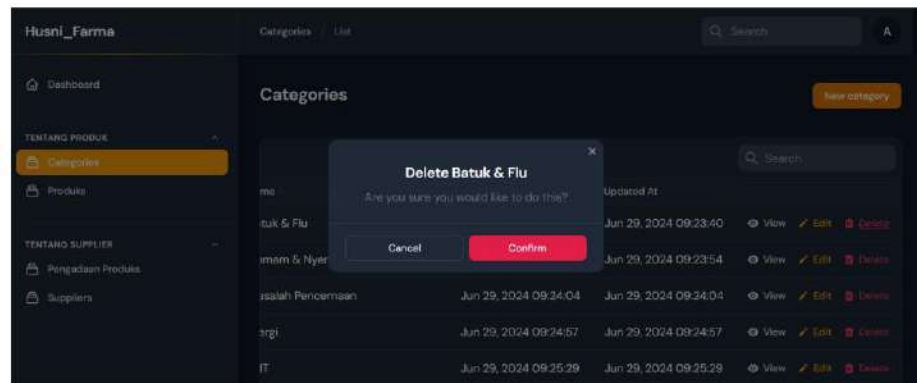 Husni_Farma
Categories / List
Search
A
Dashboard
Categories
New category
TENTANG PRODUK
Categories
Produks
TENTANG SUPPLIER
Pengadaan Produks
Suppliers
Search
Delete Batuk & Flu
Are you sure you would like to do this?
Cancel
Confirm
Updated At
tuk & Flu
Jun 29, 2024 09:23:40
View Edit Delete
Jun 29, 2024 09:23:54
View Edit Delete
Jun 29, 2024 09:24:04
Jun 29, 2024 09:24:04
View Edit Delete
ergi
Jun 29, 2024 09:24:57
Jun 29, 2024 09:24:57
View Edit Delete
IT
Jun 29, 2024 09:25:29
Jun 29, 2024 09:25:29
View Edit Delete